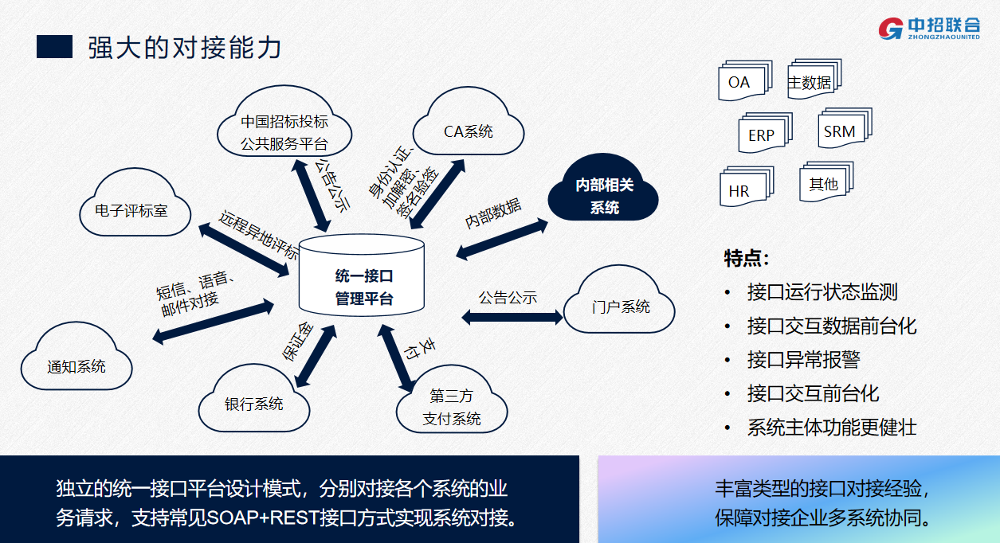 强大的对接能力
中招联合
ZHONGZHAOUNITED
中国招标投标
公共服务平台
CA系统
内部相关
系统
电子评标室
公告公示
身份认证、
加解密、
签名验签
内部数据
远程异地评标
统一接口
管理平台
短信、语音、
邮件对接
公告公示
门户系统
通知系统
保证金
支付
银行系统
第三方
支付系统
OA
主数据
ERP
SRM
HR
其他
特点：
• 接口运行状态监测
• 接口交互数据前台化
• 接口异常报警
• 接口交互前台化
• 系统主体功能更健壮
独立的统一接口平台设计模式，分别对接各个系统的业
务请求，支持常见SOAP+REST接口方式实现系统对接。
丰富类型的接口对接经验，
保障对接企业多系统协同。